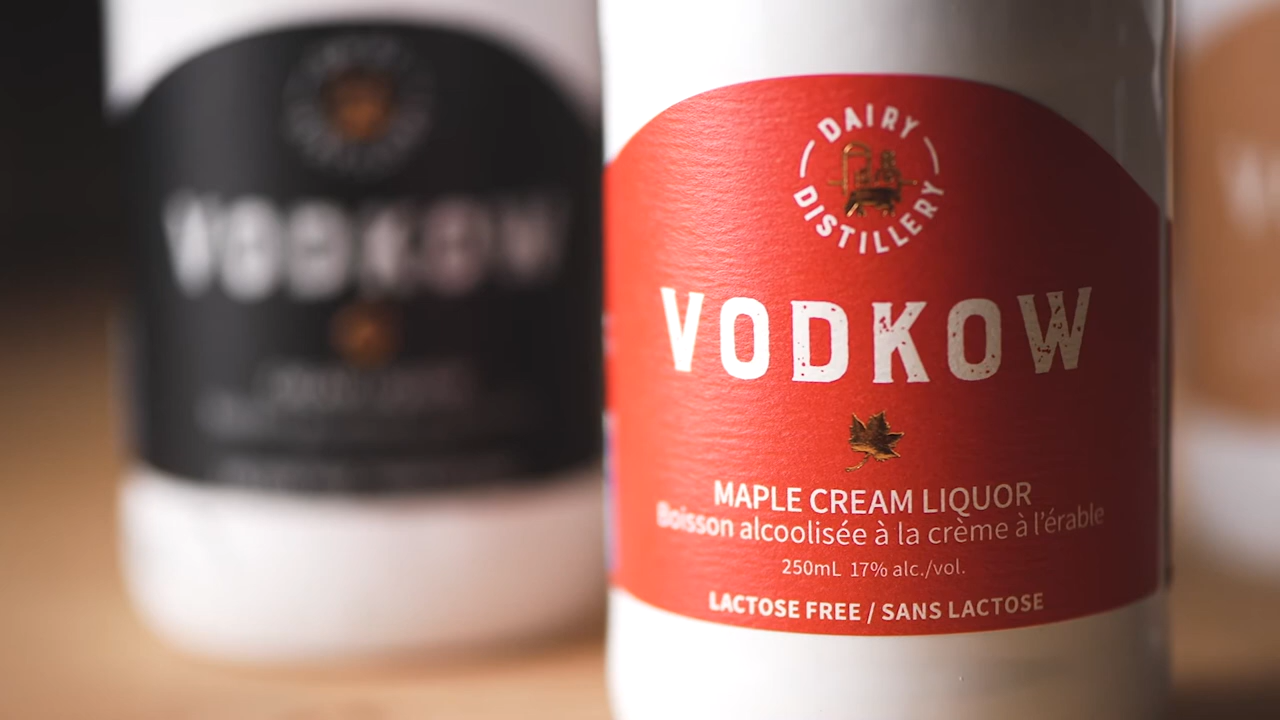 VODKOW
DAIRY
DISTILLERY
VODKOW
MAPLE CREAM LIQUOR
Boisson alcoolisée à la crème à l'érable
250mL 17% alc./vol.
LACTOSE FREE / SANS LACTOSE